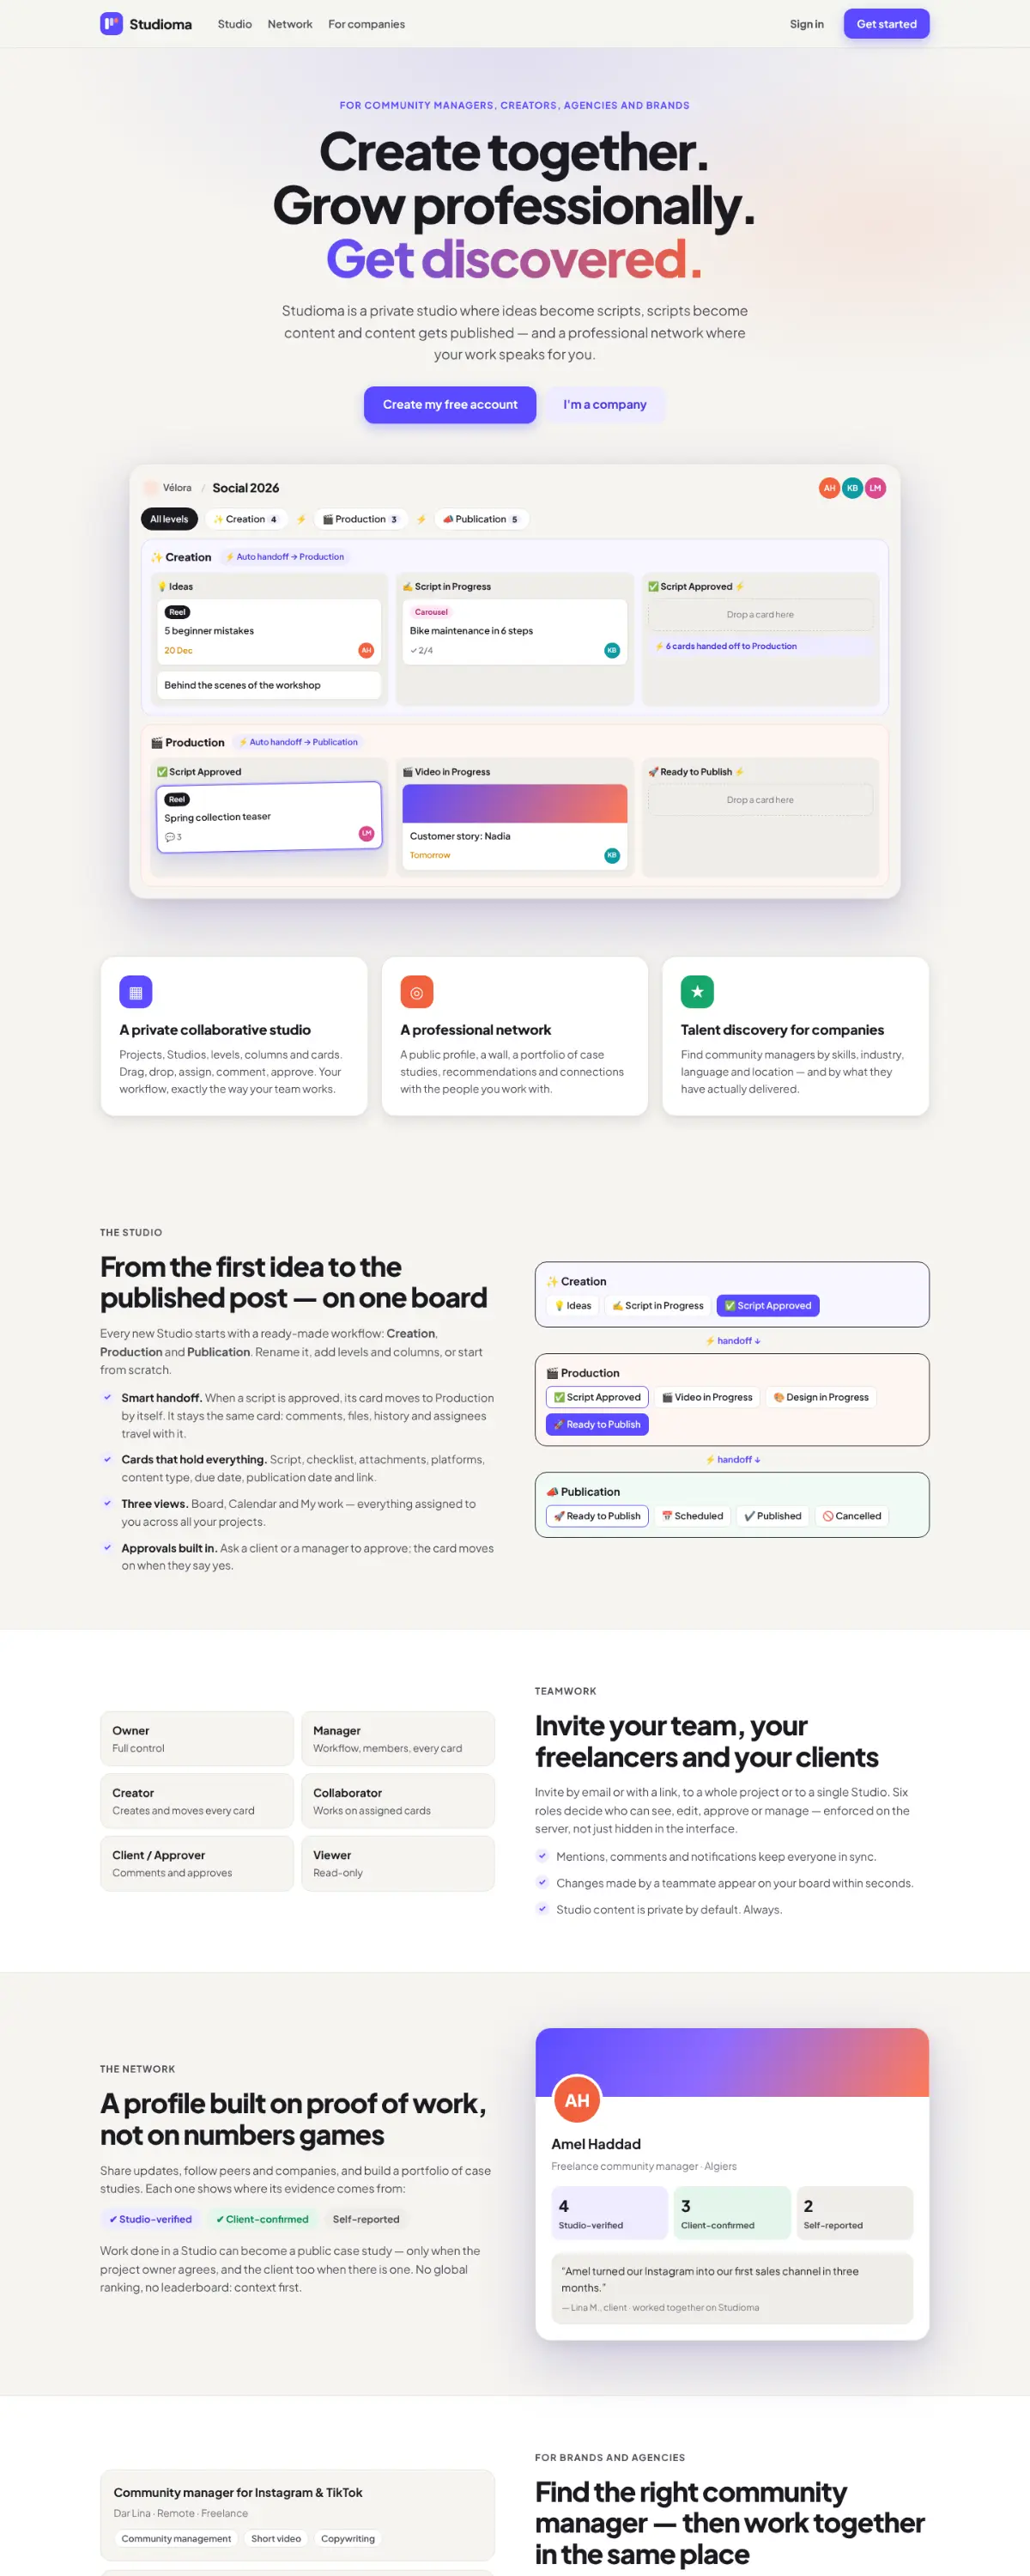 Studioma
Studio
Network
For companies
Sign in
Get started
FOR COMMUNITY MANAGERS, CREATORS, AGENCIES AND BRANDS
Create together.
Grow professionally.
Get discovered.
Studioma is a private studio where ideas become scripts, scripts become
content and content gets published — and a professional network where
your work speaks for you.
Create my free account
I'm a company
Vélora / Social 2026
AH KB LM
All levels
✨ Creation 4
⚡
🎬 Production 3
⚡
📣 Publication 5
✨ Creation
⚡ Auto handoff → Production
💡 Ideas
Reel
5 beginner mistakes
20 Dec
AH
Behind the scenes of the workshop
✍️ Script in Progress
Carousel
Bike maintenance in 6 steps
✓ 2/4
KB
✅ Script Approved ⚡
Drop a card here
⚡ 6 cards handed off to Production
🎬 Production
⚡ Auto handoff → Publication
✅ Script Approved
Reel
Spring collection teaser
💬 3
LM
🎬 Video in Progress
Customer story: Nadia
Tomorrow
KB
🚀 Ready to Publish ⚡
Drop a card here
A private collaborative studio
Projects, Studios, levels, columns and cards.
Drag, drop, assign, comment, approve. Your
workflow, exactly the way your team works.
A professional network
A public profile, a wall, a portfolio of case
studies, recommendations and connections
with the people you work with.
Talent discovery for companies
Find community managers by skills, industry,
language and location — and by what they
have actually delivered.
THE STUDIO
From the first idea to the
published post — on one board
Every new Studio starts with a ready-made workflow: Creation,
Production and Publication. Rename it, add levels and columns, or start
from scratch.
Smart handoff. When a script is approved, its card moves to Production
by itself. It stays the same card: comments, files, history and assignees
travel with it.
Cards that hold everything. Script, checklist, attachments, platforms,
content type, due date, publication date and link.
Three views. Board, Calendar and My work — everything assigned to
you across all your projects.
Approvals built in. Ask a client or a manager to approve; the card moves
on when they say yes.
✨ Creation
💡 Ideas
✍️ Script in Progress
✅ Script Approved
⚡ handoff ↓
🎬 Production
✅ Script Approved
🎬 Video in Progress
🎨 Design in Progress
🚀 Ready to Publish
⚡ handoff ↓
📣 Publication
🚀 Ready to Publish
📅 Scheduled
✔️ Published
🚫 Cancelled
Owner
Full control
Manager
Workflow, members, every card
Creator
Creates and moves every card
Collaborator
Works on assigned cards
Client / Approver
Comments and approves
Viewer
Read-only
TEAMWORK
Invite your team, your
freelancers and your clients
Invite by email or with a link, to a whole project or to a single Studio. Six
roles decide who can see, edit, approve or manage — enforced on the
server, not just hidden in the interface.
Mentions, comments and notifications keep everyone in sync.
Changes made by a teammate appear on your board within seconds.
Studio content is private by default. Always.
THE NETWORK
A profile built on proof of work,
not on numbers games
Share updates, follow peers and companies, and build a portfolio of case
studies. Each one shows where its evidence comes from:
✔ Studio-verified
✔ Client-confirmed
Self-reported
Work done in a Studio can become a public case study — only when the
project owner agrees, and the client too when there is one. No global
ranking, no leaderboard: context first.
AH
Amel Haddad
Freelance community manager · Algiers
4
Studio-verified
3
Client-confirmed
2
Self-reported
"Amel turned our Instagram into our first sales channel in three
months."
— Lina M., client · worked together on Studioma
Community manager for Instagram & TikTok
Dar Lina · Remote · Freelance
Community management
Short video
Copywriting
FOR BRANDS AND AGENCIES
Find the right community
manager — then work together
in the same place